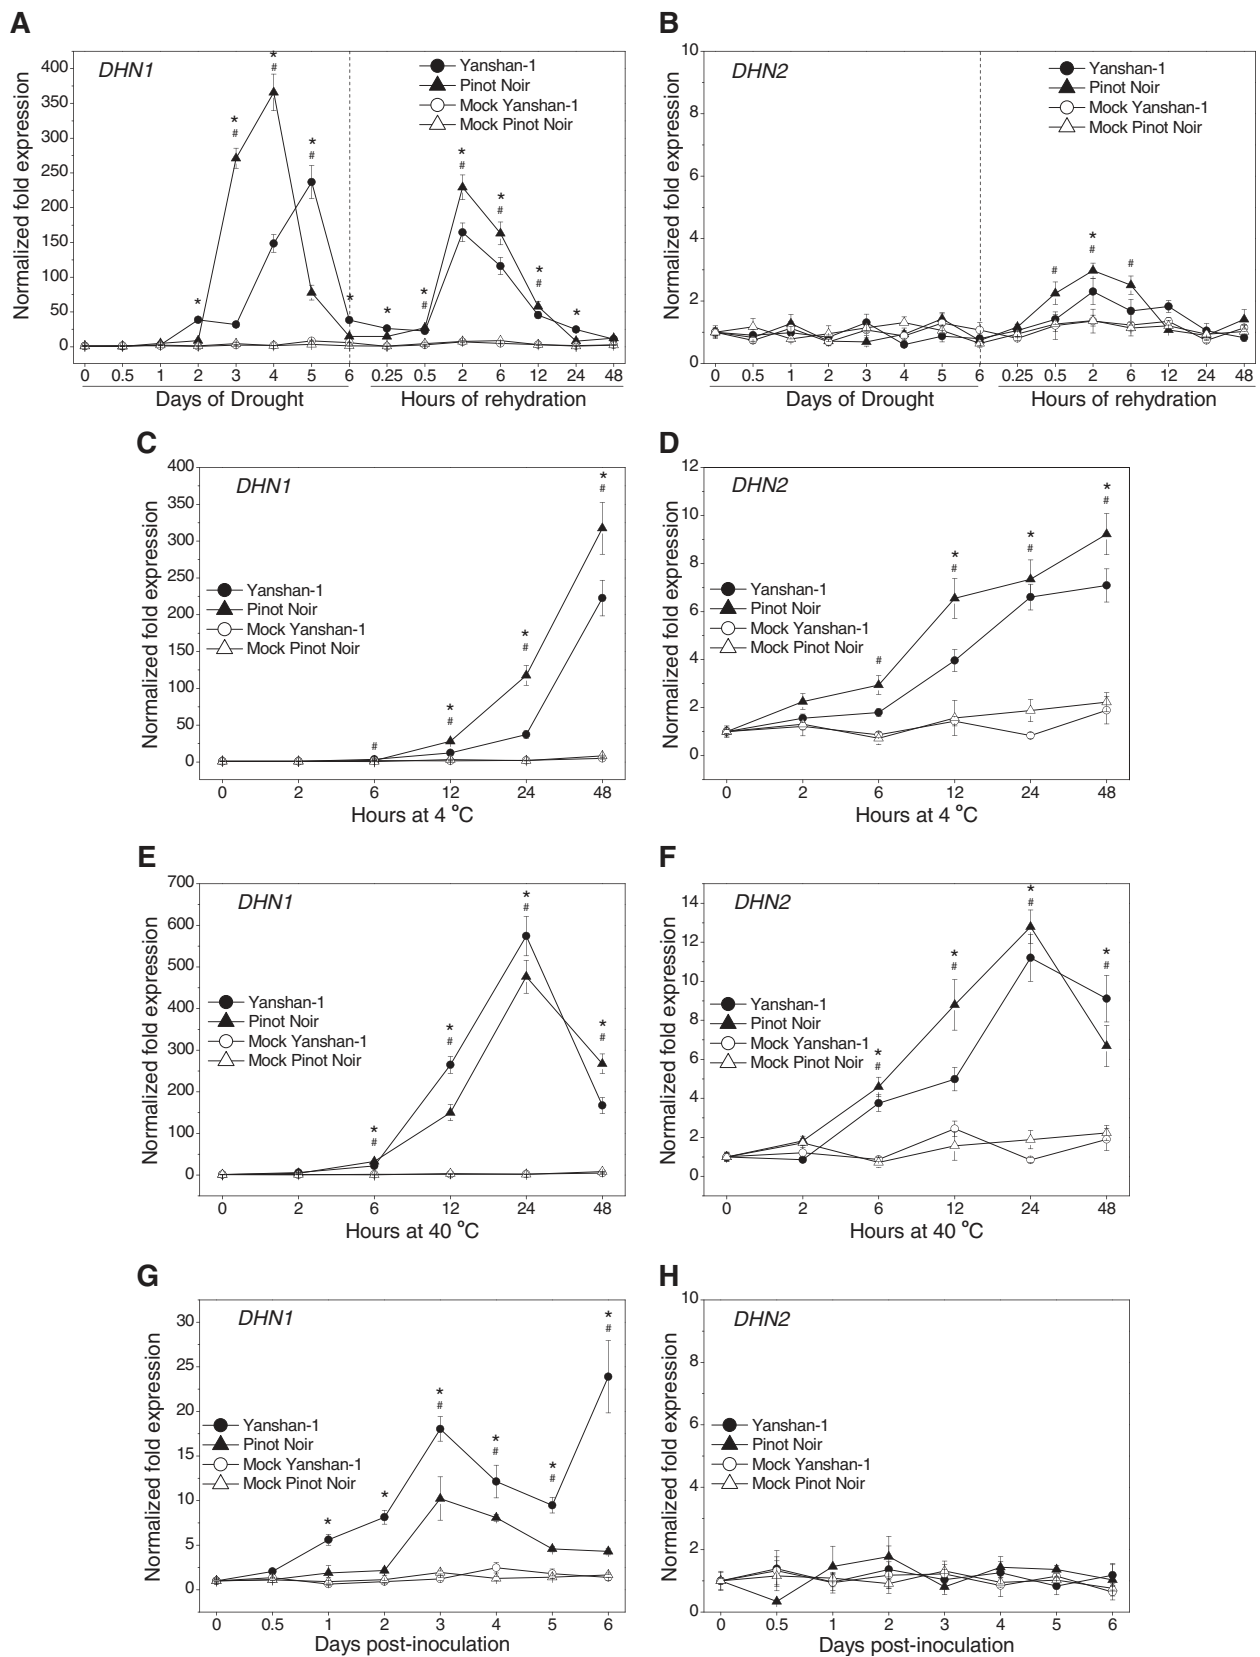 A
DHN1
Normalized fold expression
400
350
300
250
200
150
100
50
0
Yanshan-1
Pinot Noir
Mock Yanshan-1
Mock Pinot Noir
* # * # * # * * * * # * # * # * # *
0 0.5 1 2 3 4 5 6 0.25 0.5 2 6 12 24 48
Days of Drought Hours of rehydration
B
DHN2
Normalized fold expression
10
8
6
4
2
0
Yanshan-1
Pinot Noir
Mock Yanshan-1
Mock Pinot Noir
# * # #
0 0.5 1 2 3 4 5 6 0.25 0.5 2 6 12 24 48
Days of Drought Hours of rehydration
C
DHN1
Normalized fold expression
400
350
300
250
200
150
100
50
0
Yanshan-1
Pinot Noir
Mock Yanshan-1
Mock Pinot Noir
# * # * # * #
0 2 6 12 24 48
Hours at 4 °C
D
DHN2
Normalized fold expression
12
10
8
6
4
2
0
Yanshan-1
Pinot Noir
Mock Yanshan-1
Mock Pinot Noir
# * # * # * #
0 2 6 12 24 48
Hours at 4 °C
E
DHN1
Normalized fold expression
700
600
500
400
300
200
100
0
Yanshan-1
Pinot Noir
Mock Yanshan-1
Mock Pinot Noir
* # * # * # * #
0 2 6 12 24 48
Hours at 40 °C
F
DHN2
Normalized fold expression
14
12
10
8
6
4
2
0
Yanshan-1
Pinot Noir
Mock Yanshan-1
Mock Pinot Noir
* # * # * # * #
0 2 6 12 24 48
Hours at 40 °C
G
DHN1
Normalized fold expression
30
25
20
15
10
5
0
Yanshan-1
Pinot Noir
Mock Yanshan-1
Mock Pinot Noir
* * * # * # * # * #
0 0.5 1 2 3 4 5 6
Days post-inoculation
H
DHN2
Normalized fold expression
10
8
6
4
2
0
Yanshan-1
Pinot Noir
Mock Yanshan-1
Mock Pinot Noir
0 0.5 1 2 3 4 5 6
Days post-inoculation